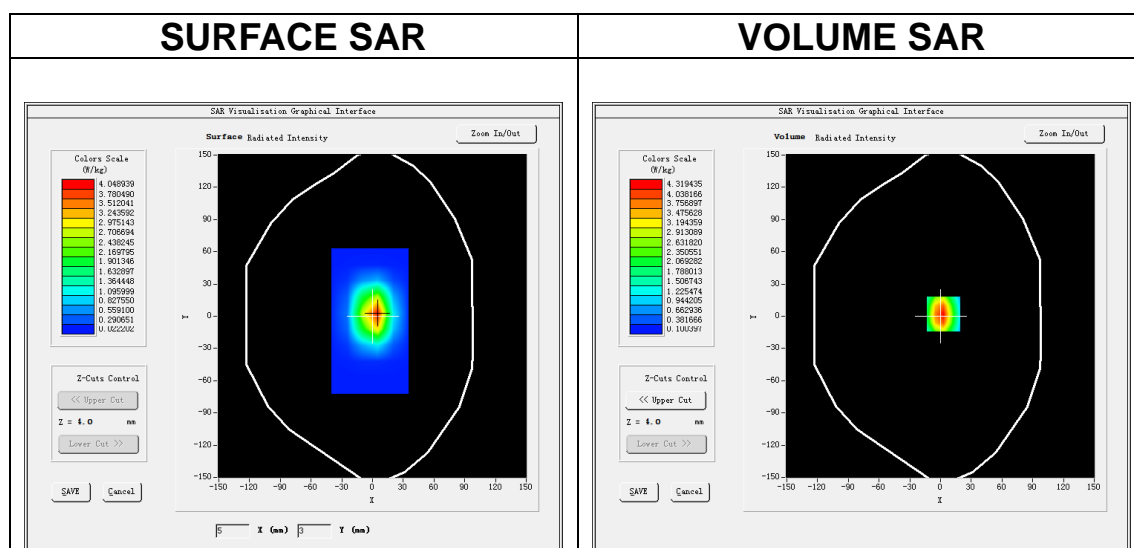 SURFACE SAR
VOLUME SAR
SAR Visualisation Graphical Interface
Surface Radiated Intensity
Zoom In/Out
Colors Scale
(W/kg)
4.048939
3.780490
3.512041
3.243592
2.975143
2.706694
2.438245
2.169795
1.901346
1.632897
1.364448
1.095999
0.827550
0.559100
0.290651
0.022202
150
120
90
60
30
0
-30
-60
-90
-120
-150
Y
-150 -120 -90 -60 -30 0 30 60 90 120 150
X
Z-Cuts Control
<< Upper Cut
Z = 4.0 mm
Lower Cut >>
SAVE Cancel
5 X (mm) 3 Y (mm)
SAR Visualisation Graphical Interface
Volume Radiated Intensity
Zoom In/Out
Colors Scale
(W/kg)
4.319435
4.038166
3.756897
3.475628
3.194359
2.913089
2.631820
2.350551
2.069282
1.788013
1.506743
1.225474
0.944205
0.662936
0.381666
0.100397
150
120
90
60
30
0
-30
-60
-90
-120
-150
Y
-150 -120 -90 -60 -30 0 30 60 90 120 150
X
Z-Cuts Control
<< Upper Cut
Z = 4.0 mm
Lower Cut >>
SAVE Cancel